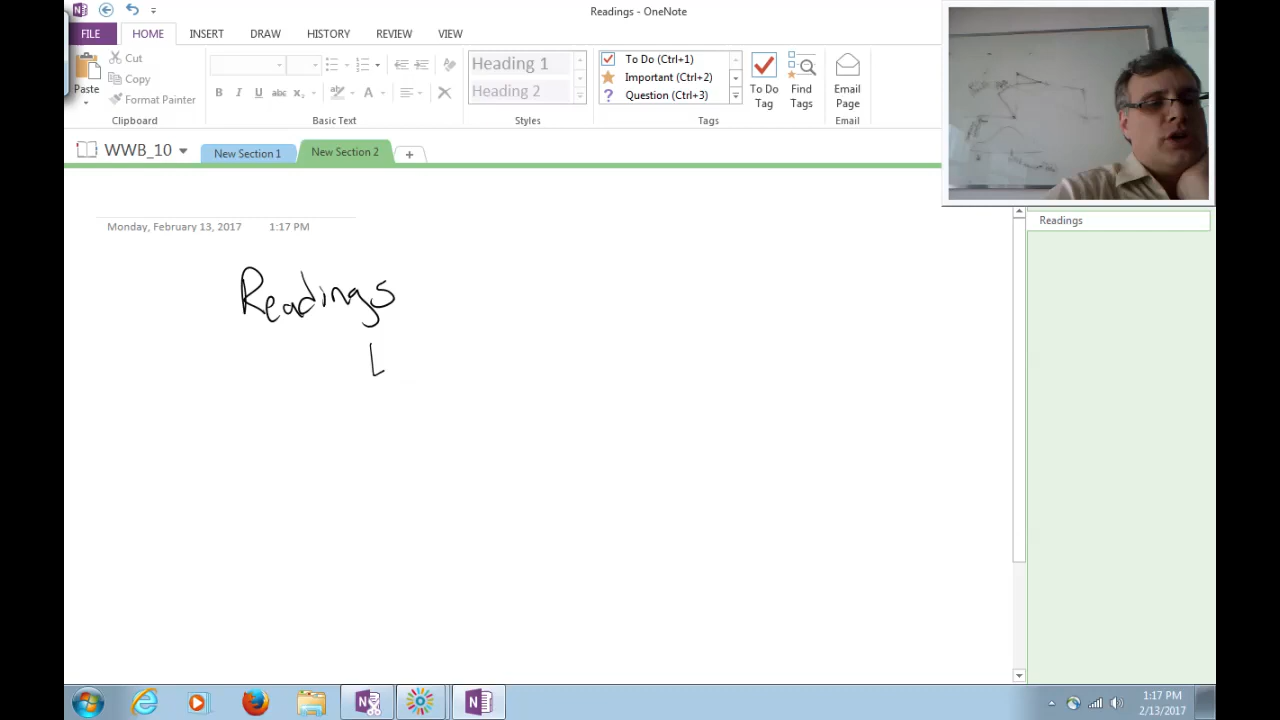 Readings - OneNote
FILE HOME INSERT DRAW HISTORY REVIEW VIEW
Paste
Cut
Copy
Format Painter
Clipboard
B I U abc X₂ A
Basic Text
Heading 1
Heading 2
Styles
To Do (Ctrl+1)
Important (Ctrl+2)
? Question (Ctrl+3)
To Do Tag
Find Tags
Tags
Email Page
Email
WWB_10 New Section 1 New Section 2 +
Readings
Monday, February 13, 2017 1:17 PM
Readings
L
1:17 PM
2/13/2017